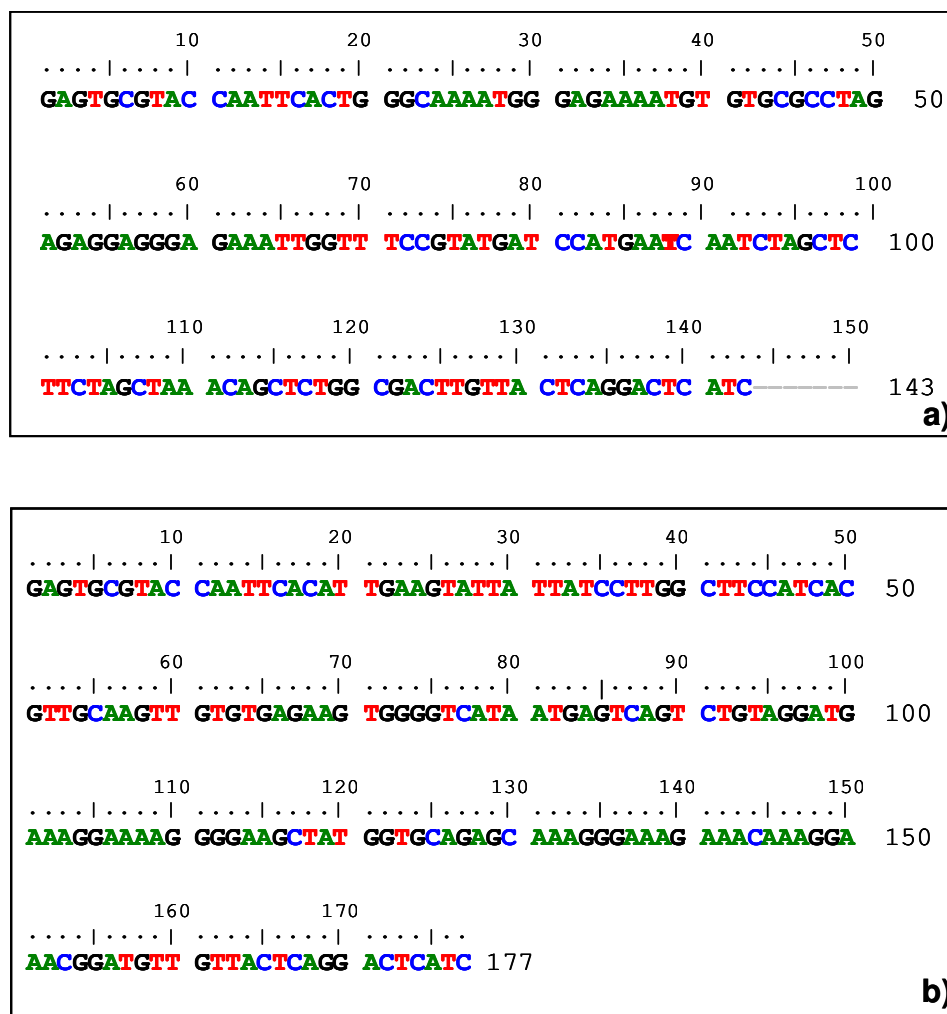 10 20 30 40 50
....|....| ....|....| ....|....| ....|....| ....|....|
GAGTGCGTAC CAATTCACTG GGCAAAATGG GAGAAAATGT GTGCGCCTAG 50
60 70 80 90 100
....|....| ....|....| ....|....| ....|....| ....|....|
AGAGGAGGGA GAAATTGGTT TCCGTATGAT CCATGAATC AATCTAGCTC 100
110 120 130 140 150
....|....| ....|....| ....|....| ....|....| ....|....|
TTCTAGCTAA ACAGCTCTGG CGACTTGTTA CTCAGGACTC ATC------- 143
a)
10 20 30 40 50
....|....| ....|....| ....|....| ....|....| ....|....|
GAGTGCGTAC CAATTCACAT TGAAGTATTA TTATCCTTGG CTTCCATCAC 50
60 70 80 90 100
....|....| ....|....| ....|....| ....|....| ....|....|
GTTGCAAGTT GTGTGAGAAG TGGGGTCATA ATGAGTCAGT CTGTAGGATG 100
110 120 130 140 150
....|....| ....|....| ....|....| ....|....| ....|....|
AAAGGAAAAG GGGAAGCTAT GGTGCAGAGC AAAGGGAAAG AAACAAAGGA 150
160 170
....|....| ....|....| ....|..
AACGGATGTT GTTACTCAGG ACTCATC 177
b)